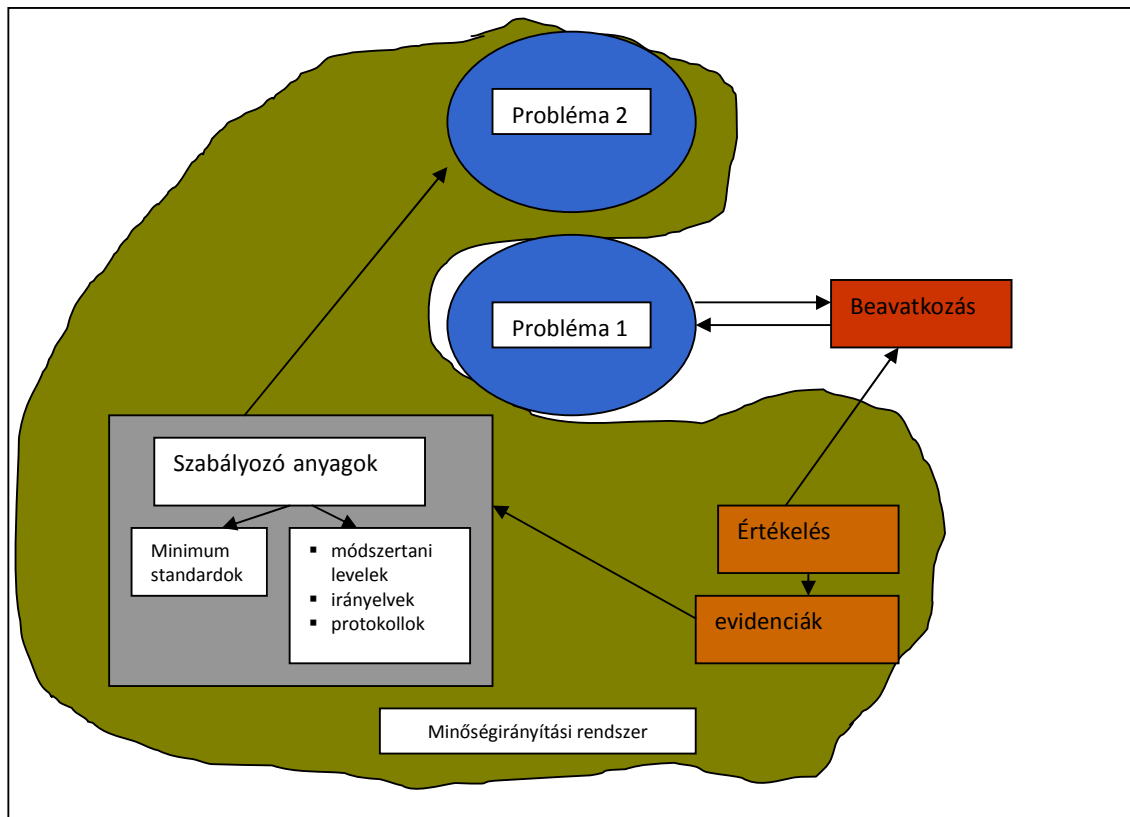 Probléma 2
Probléma 1
Beavatkozás
Szabályozó anyagok
Minimum
standardok
▪ módszertani
levelek
▪ irányelvek
▪ protokollok
Értékelés
evidenciák
Minőségirányítási rendszer